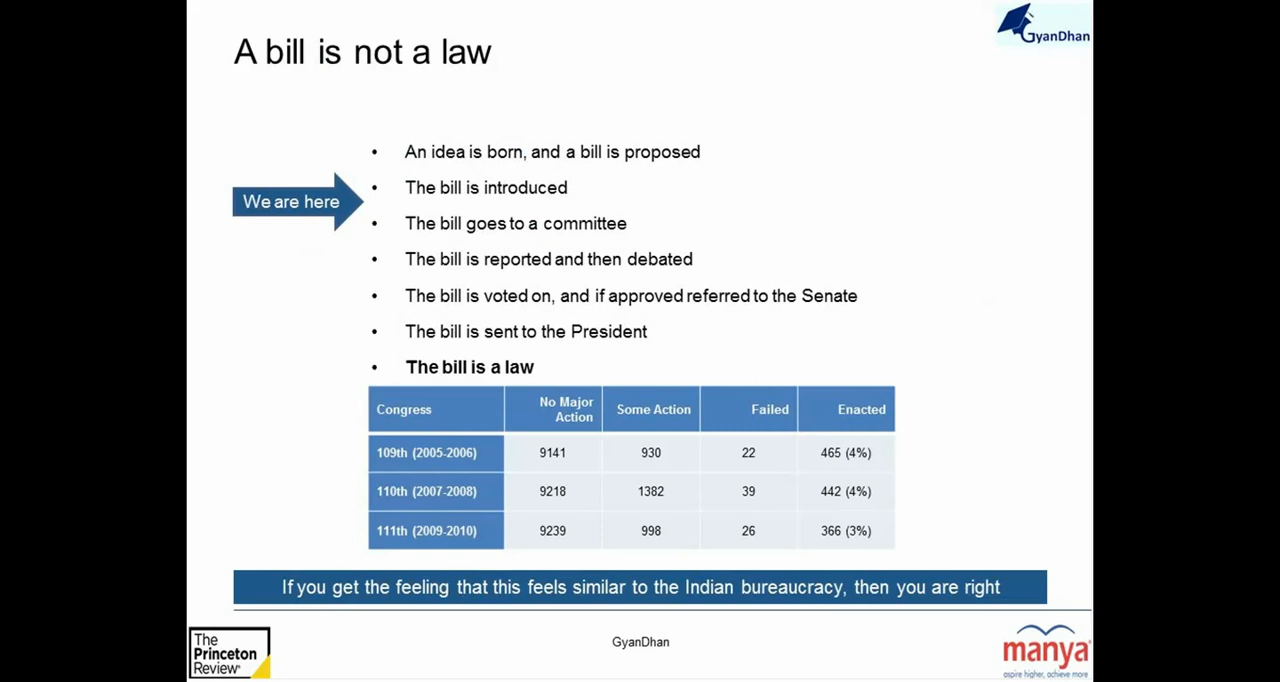 GyanDhan
A bill is not a law
• An idea is born, and a bill is proposed
We are here
• The bill is introduced
• The bill goes to a committee
• The bill is reported and then debated
• The bill is voted on, and if approved referred to the Senate
• The bill is sent to the President
• The bill is a law
Congress No Major Action Some Action Failed Enacted
109th (2005-2006) 9141 930 22 465 (4%)
110th (2007-2008) 9218 1382 39 442 (4%)
111th (2009-2010) 9239 998 26 366 (3%)
If you get the feeling that this feels similar to the Indian bureaucracy, then you are right
The
Princeton
Review
GyanDhan
manya
aspire higher, achieve more